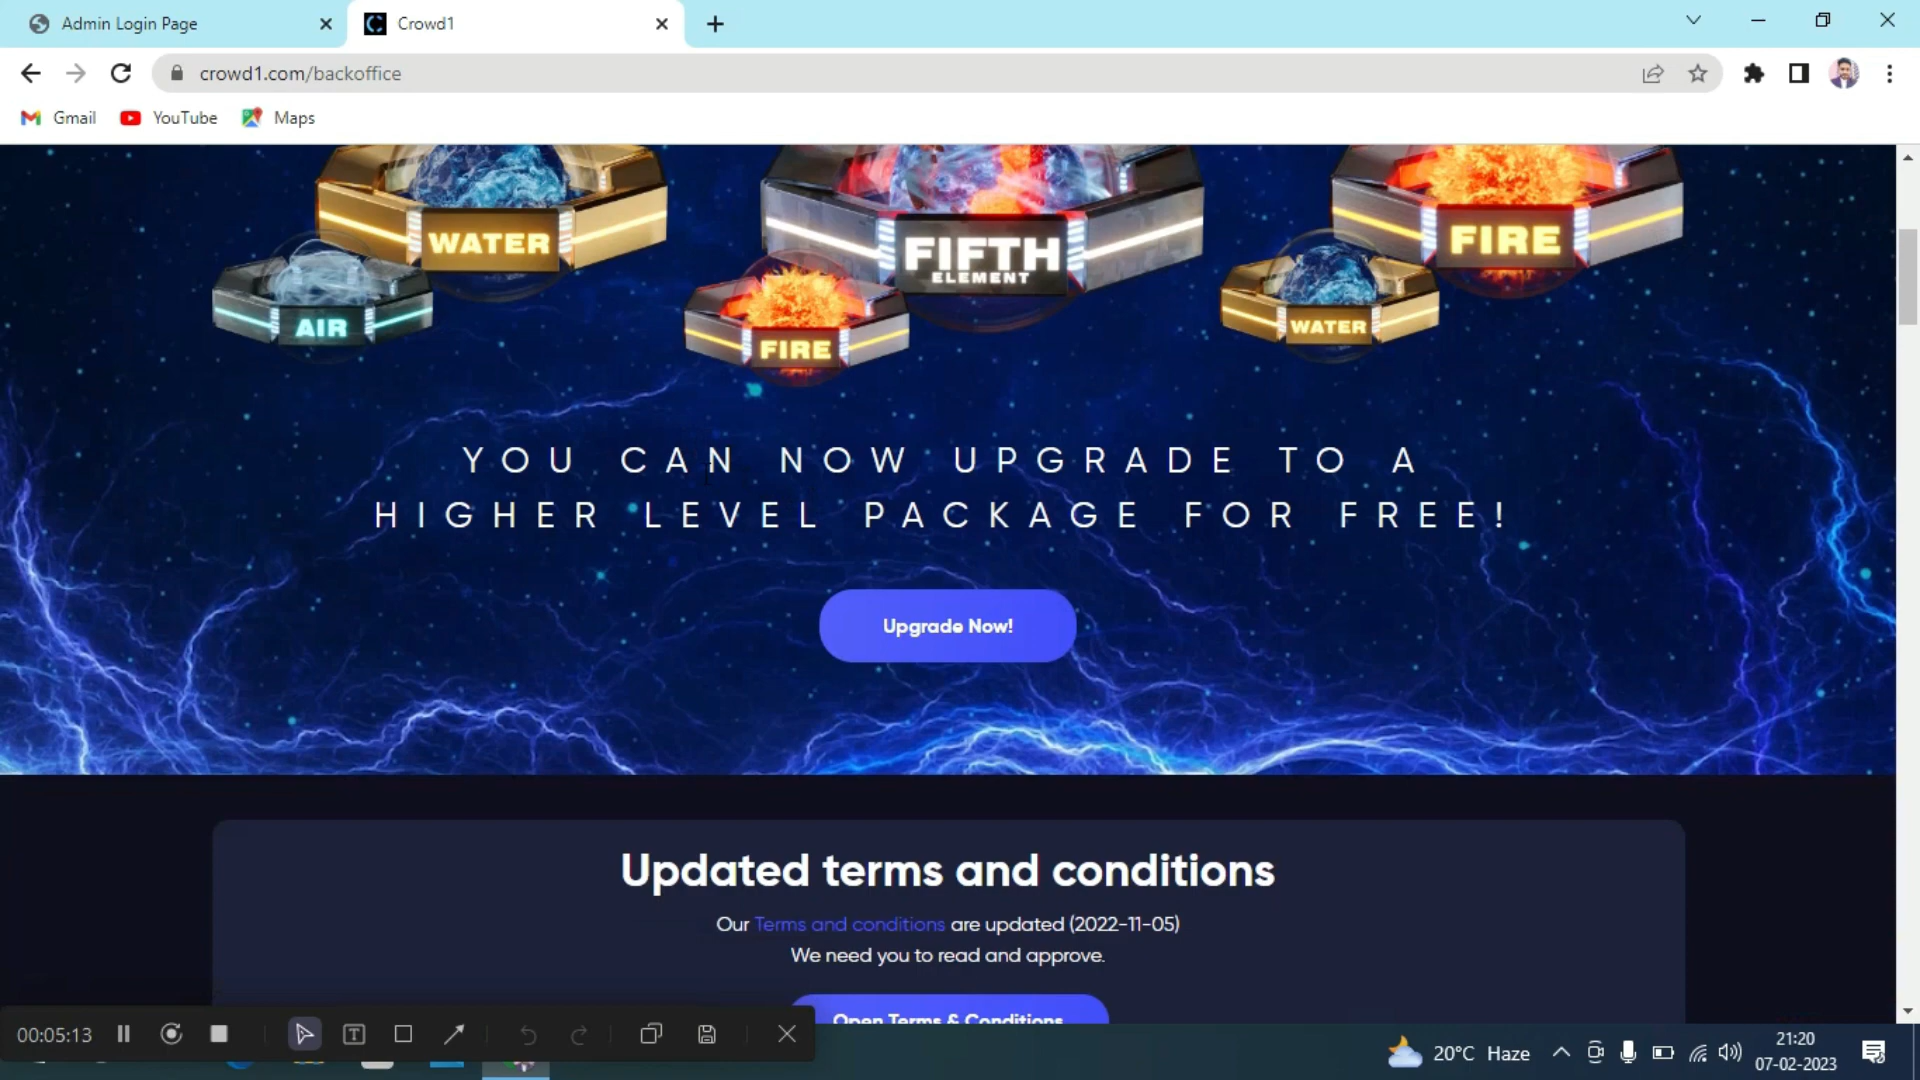 Admin Login Page
Crowd1
crowd1.com/backoffice
Gmail
YouTube
Maps
WATER
FIFTH
ELEMENT
FIRE
AIR
FIRE
WATER
YOU CAN NOW UPGRADE TO A
HIGHER LEVEL PACKAGE FOR FREE!
Upgrade Now!
Updated terms and conditions
Our Terms and conditions are updated (2022-11-05)
We need you to read and approve.
Open Terms & Conditions
00:05:13
20°C Haze
21:20
07-02-2023